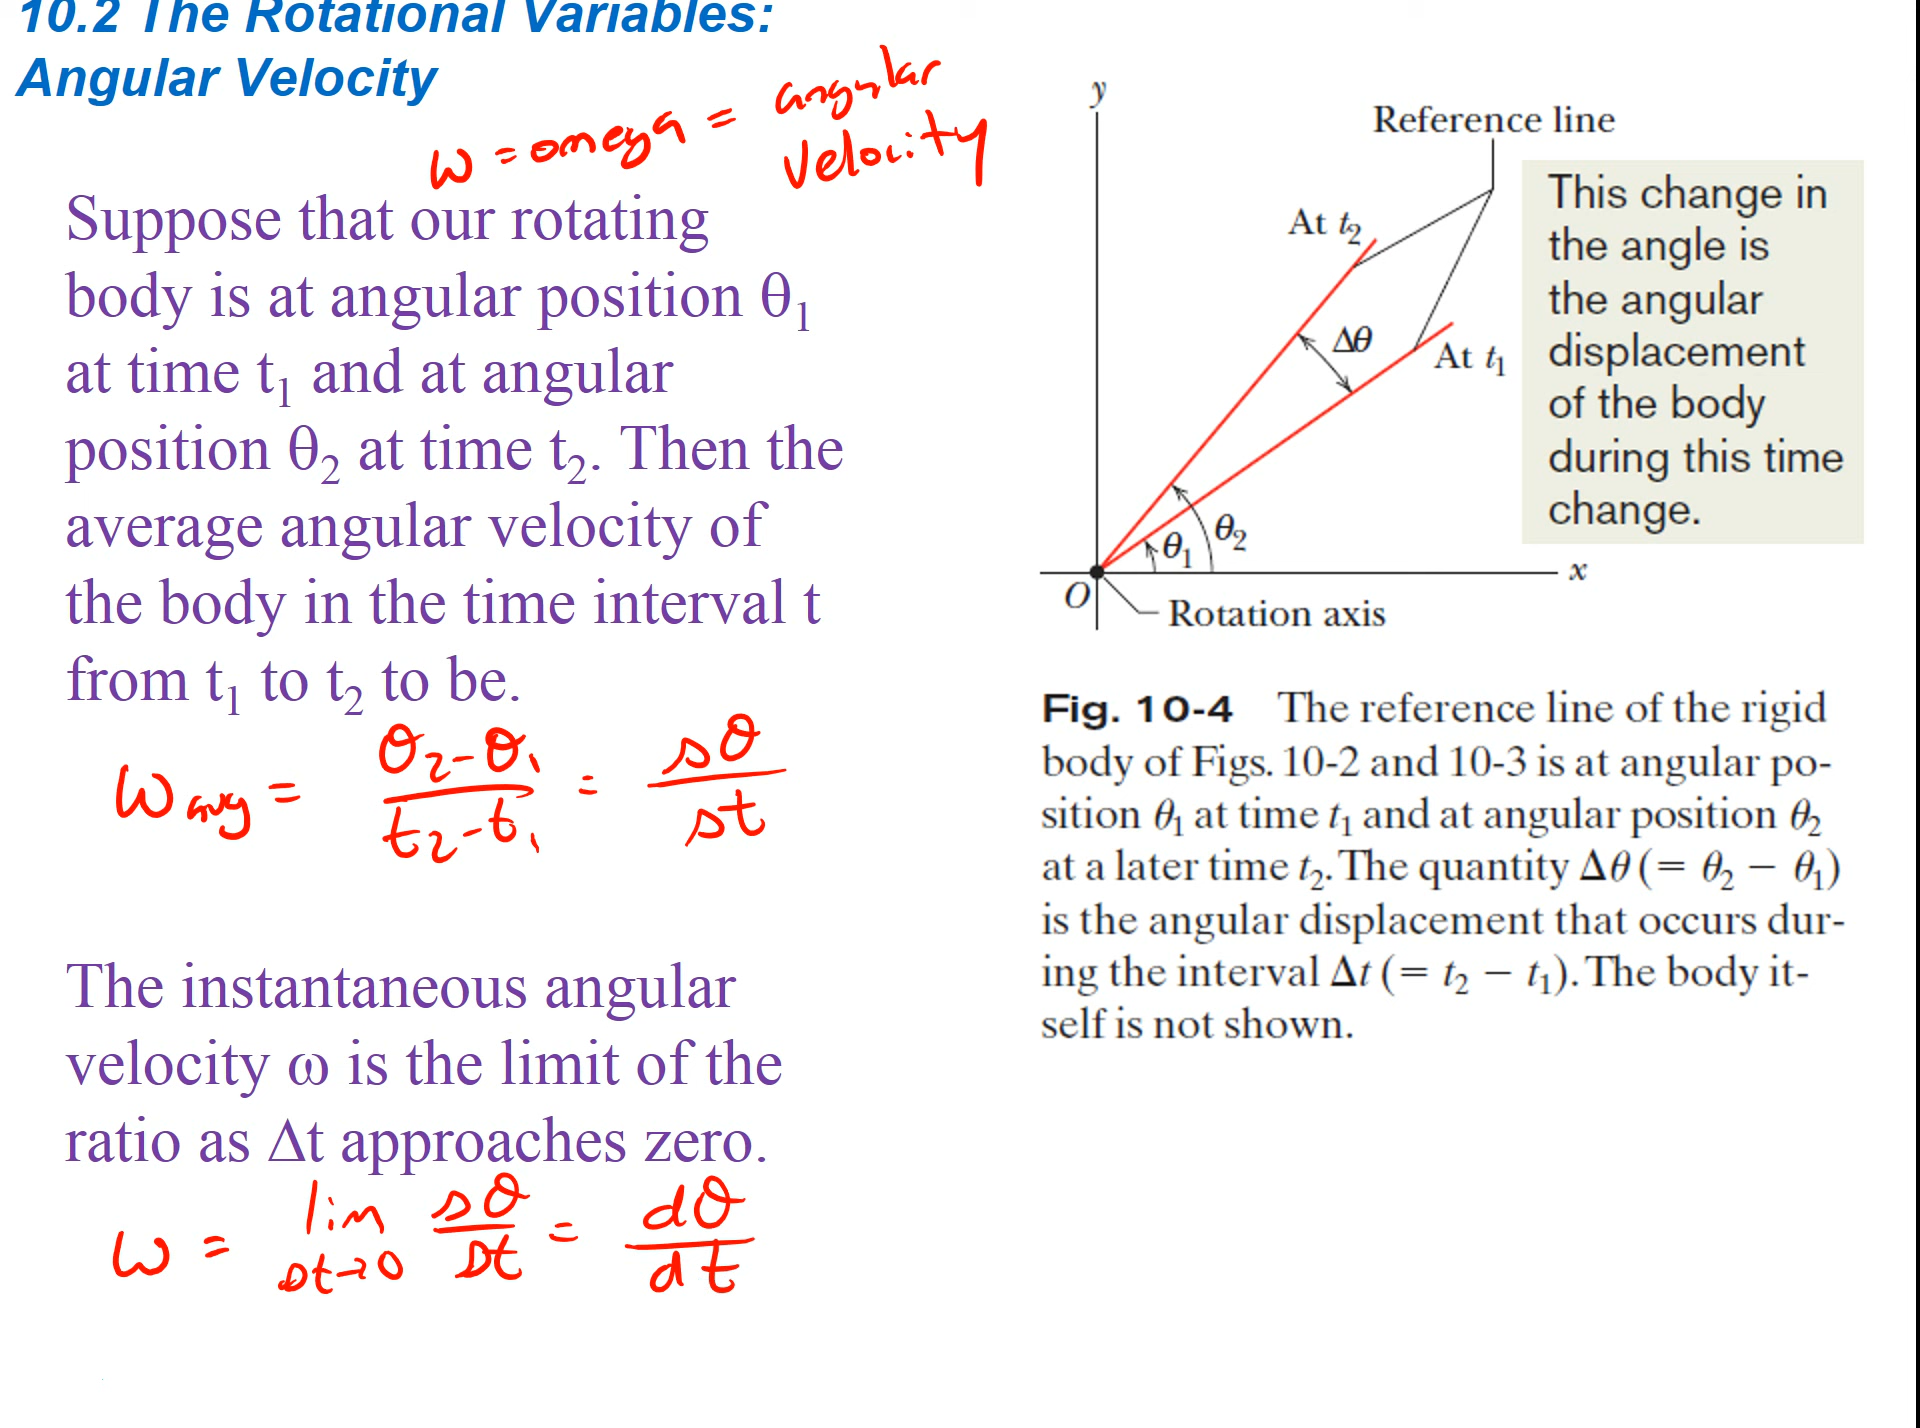 10.2 The Rotational Variables:
Angular Velocity
ω = omega = angular
velocity
Suppose that our rotating
body is at angular position θ₁
at time t₁ and at angular
position θ₂ at time t₂. Then the
average angular velocity of
the body in the time interval t
from t₁ to t₂ to be.
ω avg = θ₂-θ₁ / t₂-t₁ = Δθ / Δt
The instantaneous angular
velocity ω is the limit of the
ratio as Δt approaches zero.
ω = lim Δt→0 Δθ / Δt = dθ / dt
y
Reference line
At t₂
Δθ
At t₁
θ₂
θ₁
x
O
Rotation axis
This change in
the angle is
the angular
displacement
of the body
during this time
change.
Fig. 10-4 The reference line of the rigid
body of Figs. 10-2 and 10-3 is at angular po-
sition θ₁ at time t₁ and at angular position θ₂
at a later time t₂. The quantity Δθ (= θ₂ − θ₁)
is the angular displacement that occurs dur-
ing the interval Δt (= t₂ − t₁). The body it-
self is not shown.